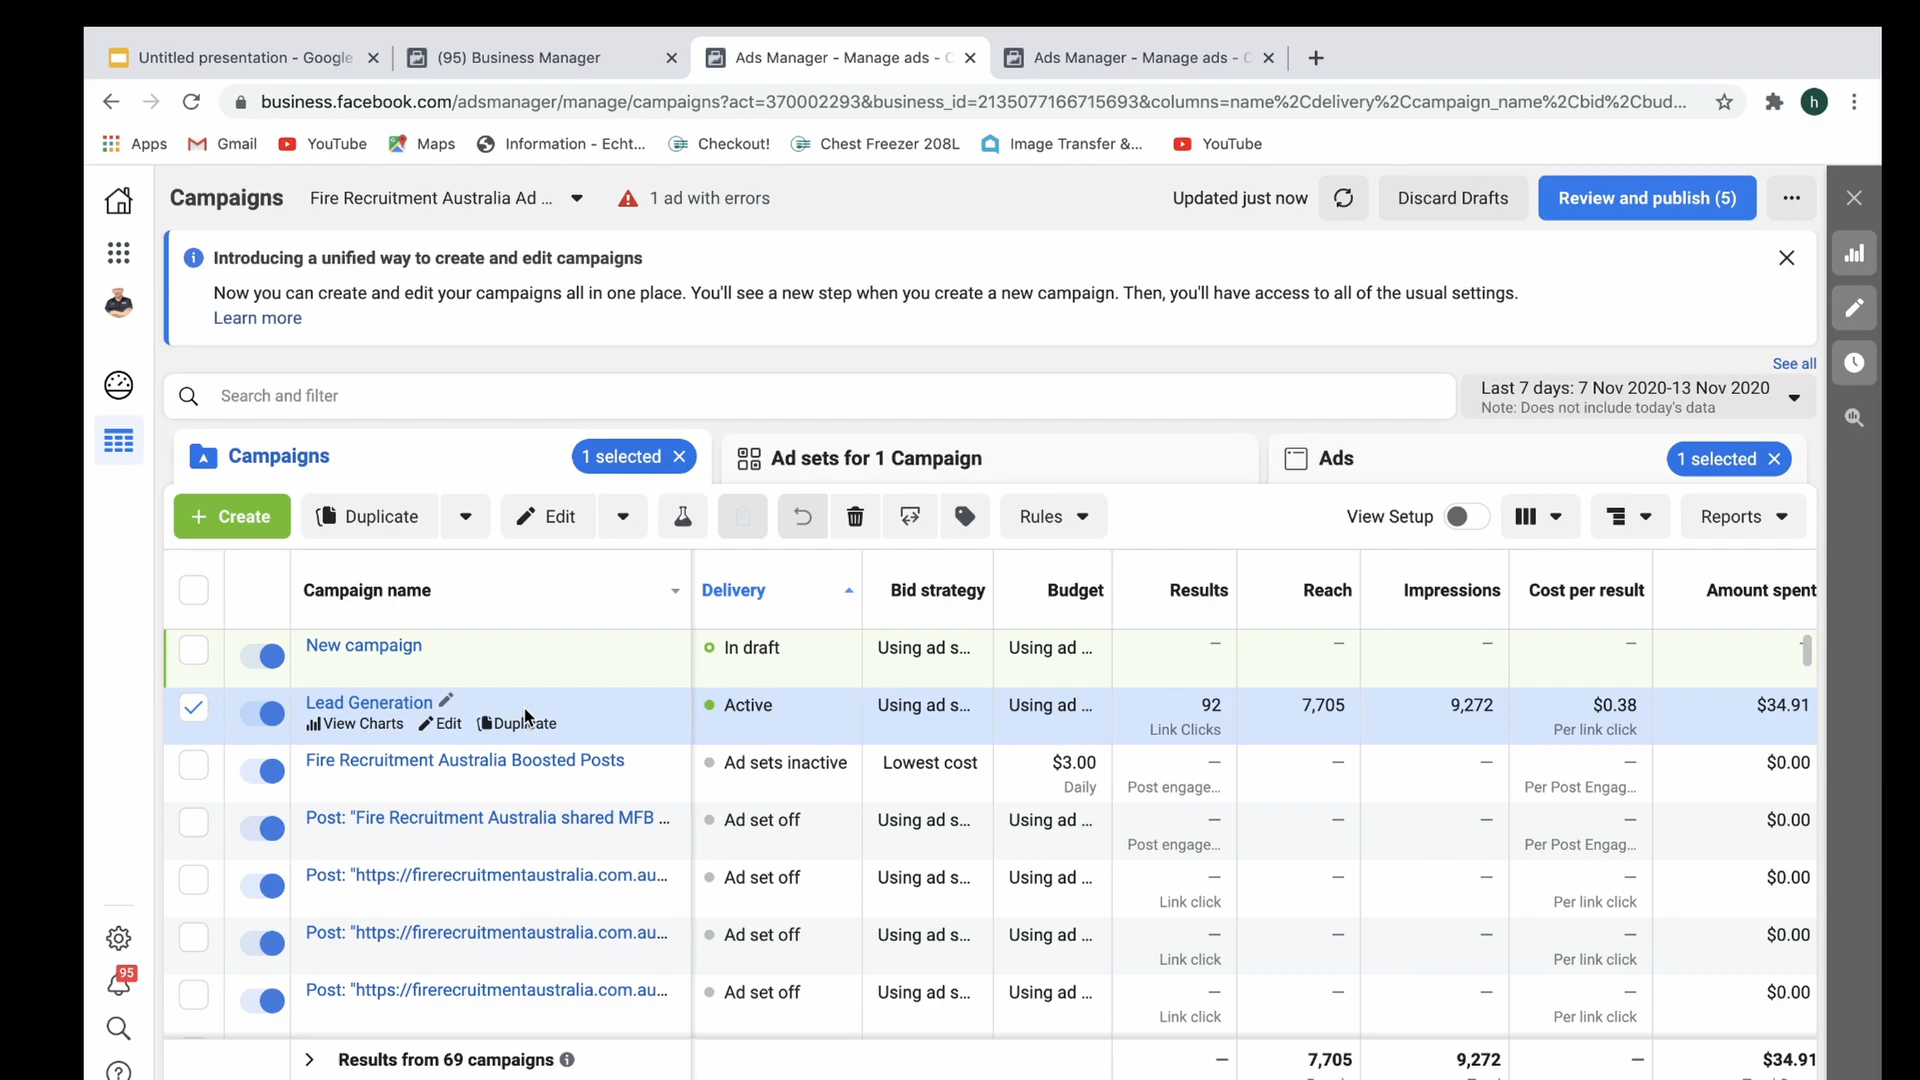 Untitled presentation - Google
(95) Business Manager
Ads Manager - Manage ads - C
Ads Manager - Manage ads - C
business.facebook.com/adsmanager/manage/campaigns?act=370002293&business_id=2135077166715693&columns=name%2Cdelivery%2Ccampaign_name%2Cbid%2Cbud...
h
Apps
Gmail
YouTube
Maps
Information - Echt...
Checkout!
Chest Freezer 208L
Image Transfer &...
YouTube
Campaigns
Fire Recruitment Australia Ad ...
1 ad with errors
Updated just now
Discard Drafts
Review and publish (5)
Introducing a unified way to create and edit campaigns
Now you can create and edit your campaigns all in one place. You'll see a new step when you create a new campaign. Then, you'll have access to all of the usual settings.
Learn more
See all
Search and filter
Last 7 days: 7 Nov 2020-13 Nov 2020
Note: Does not include today's data
Campaigns
1 selected
Ad sets for 1 Campaign
Ads
1 selected
+ Create
Duplicate
Edit
Rules
View Setup
Reports
Campaign name
Delivery
Bid strategy
Budget
Results
Reach
Impressions
Cost per result
Amount spent
New campaign
In draft
Using ad s...
Using ad ...
—
—
—
—
Lead Generation
View Charts
Edit
Duplicate
Active
Using ad s...
Using ad ...
92
Link Clicks
7,705
9,272
$0.38
Per link click
$34.91
Fire Recruitment Australia Boosted Posts
Ad sets inactive
Lowest cost
$3.00
Daily
—
Post engage...
—
—
—
Per Post Engag...
$0.00
Post: "Fire Recruitment Australia shared MFB ...
Ad set off
Using ad s...
Using ad ...
—
Post engage...
—
—
—
Per Post Engag...
$0.00
Post: "https://firerecruitmentaustralia.com.au...
Ad set off
Using ad s...
Using ad ...
—
Link click
—
—
—
Per link click
$0.00
Post: "https://firerecruitmentaustralia.com.au...
Ad set off
Using ad s...
Using ad ...
—
Link click
—
—
—
Per link click
$0.00
Post: "https://firerecruitmentaustralia.com.au...
Ad set off
Using ad s...
Using ad ...
—
Link click
—
—
—
Per link click
$0.00
95
Results from 69 campaigns
—
7,705
9,272
—
$34.91